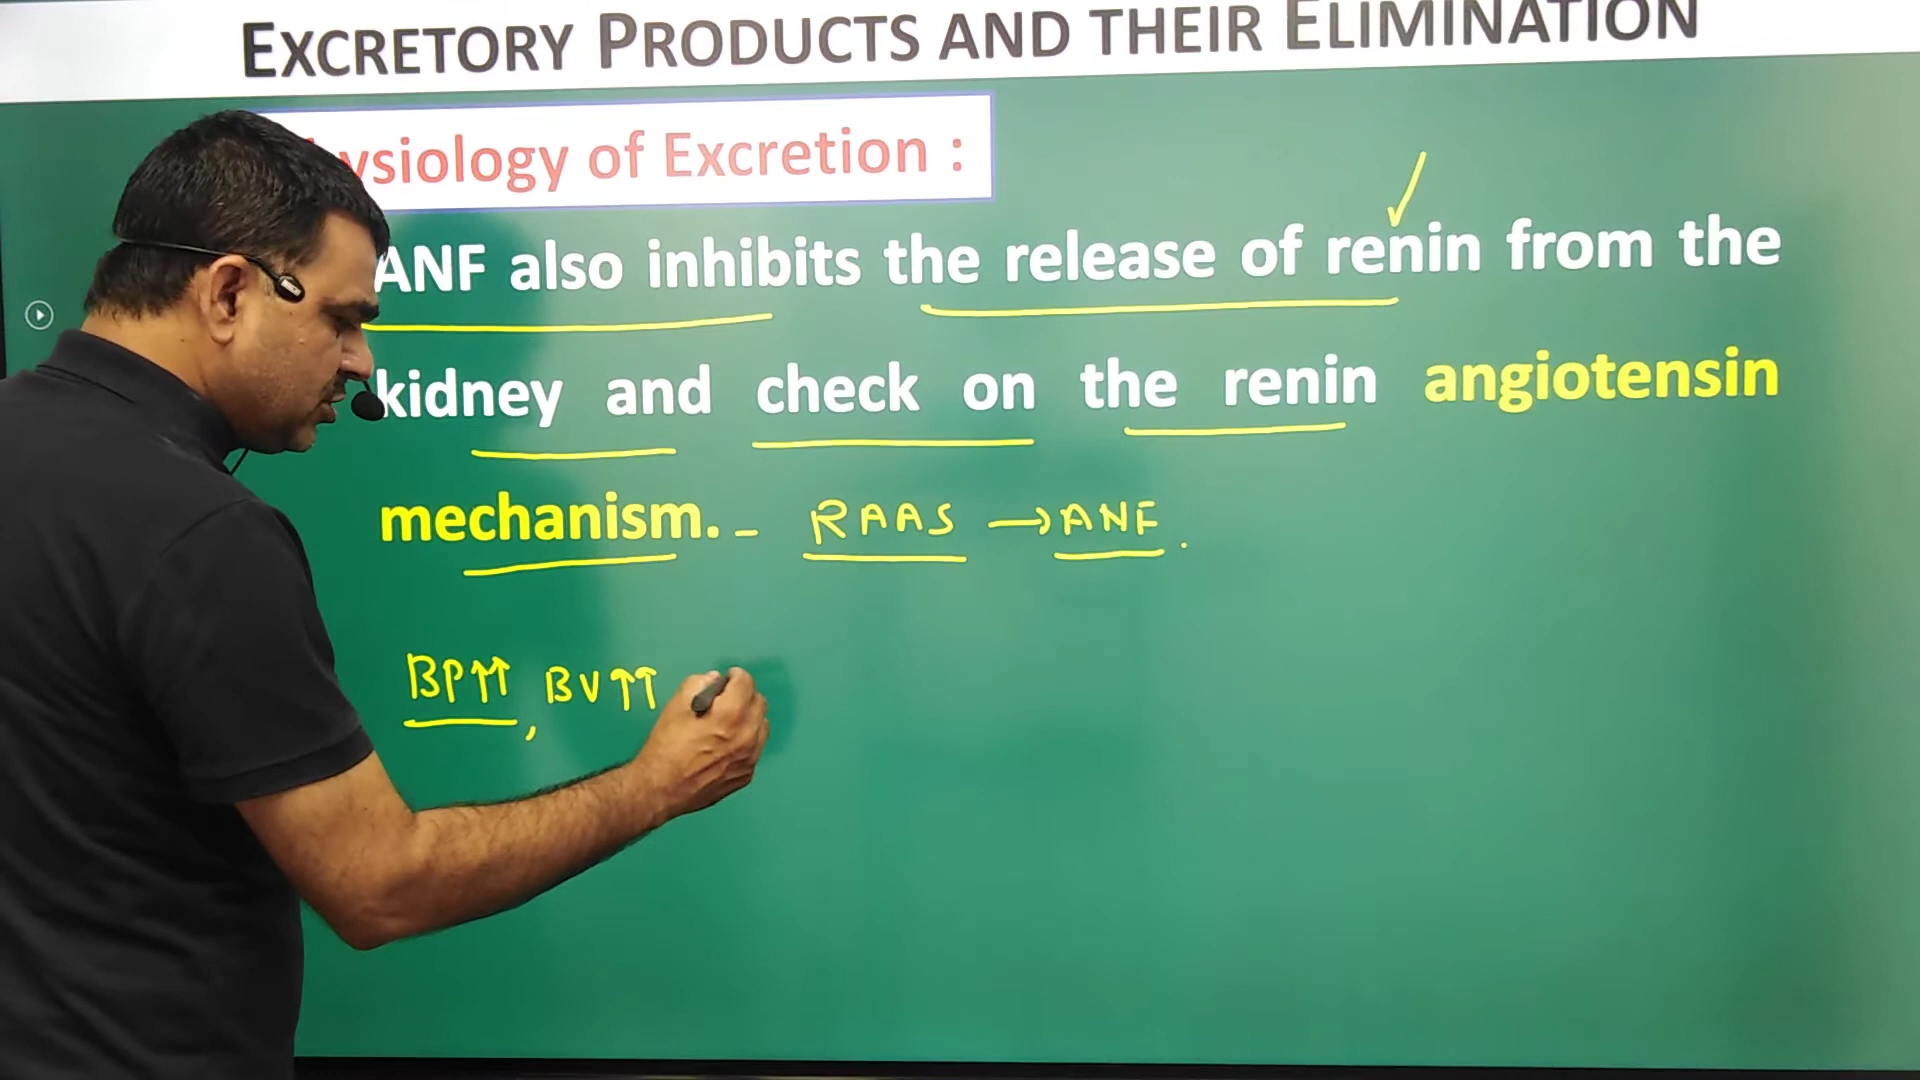 EXCRETORY PRODUCTS AND THEIR ELIMINATION
ysiology of Excretion :
ANF also inhibits the release of renin from the
kidney and check on the renin angiotensin
mechanism. - RAAS → ANF.
BP↑↑, BV↑↑